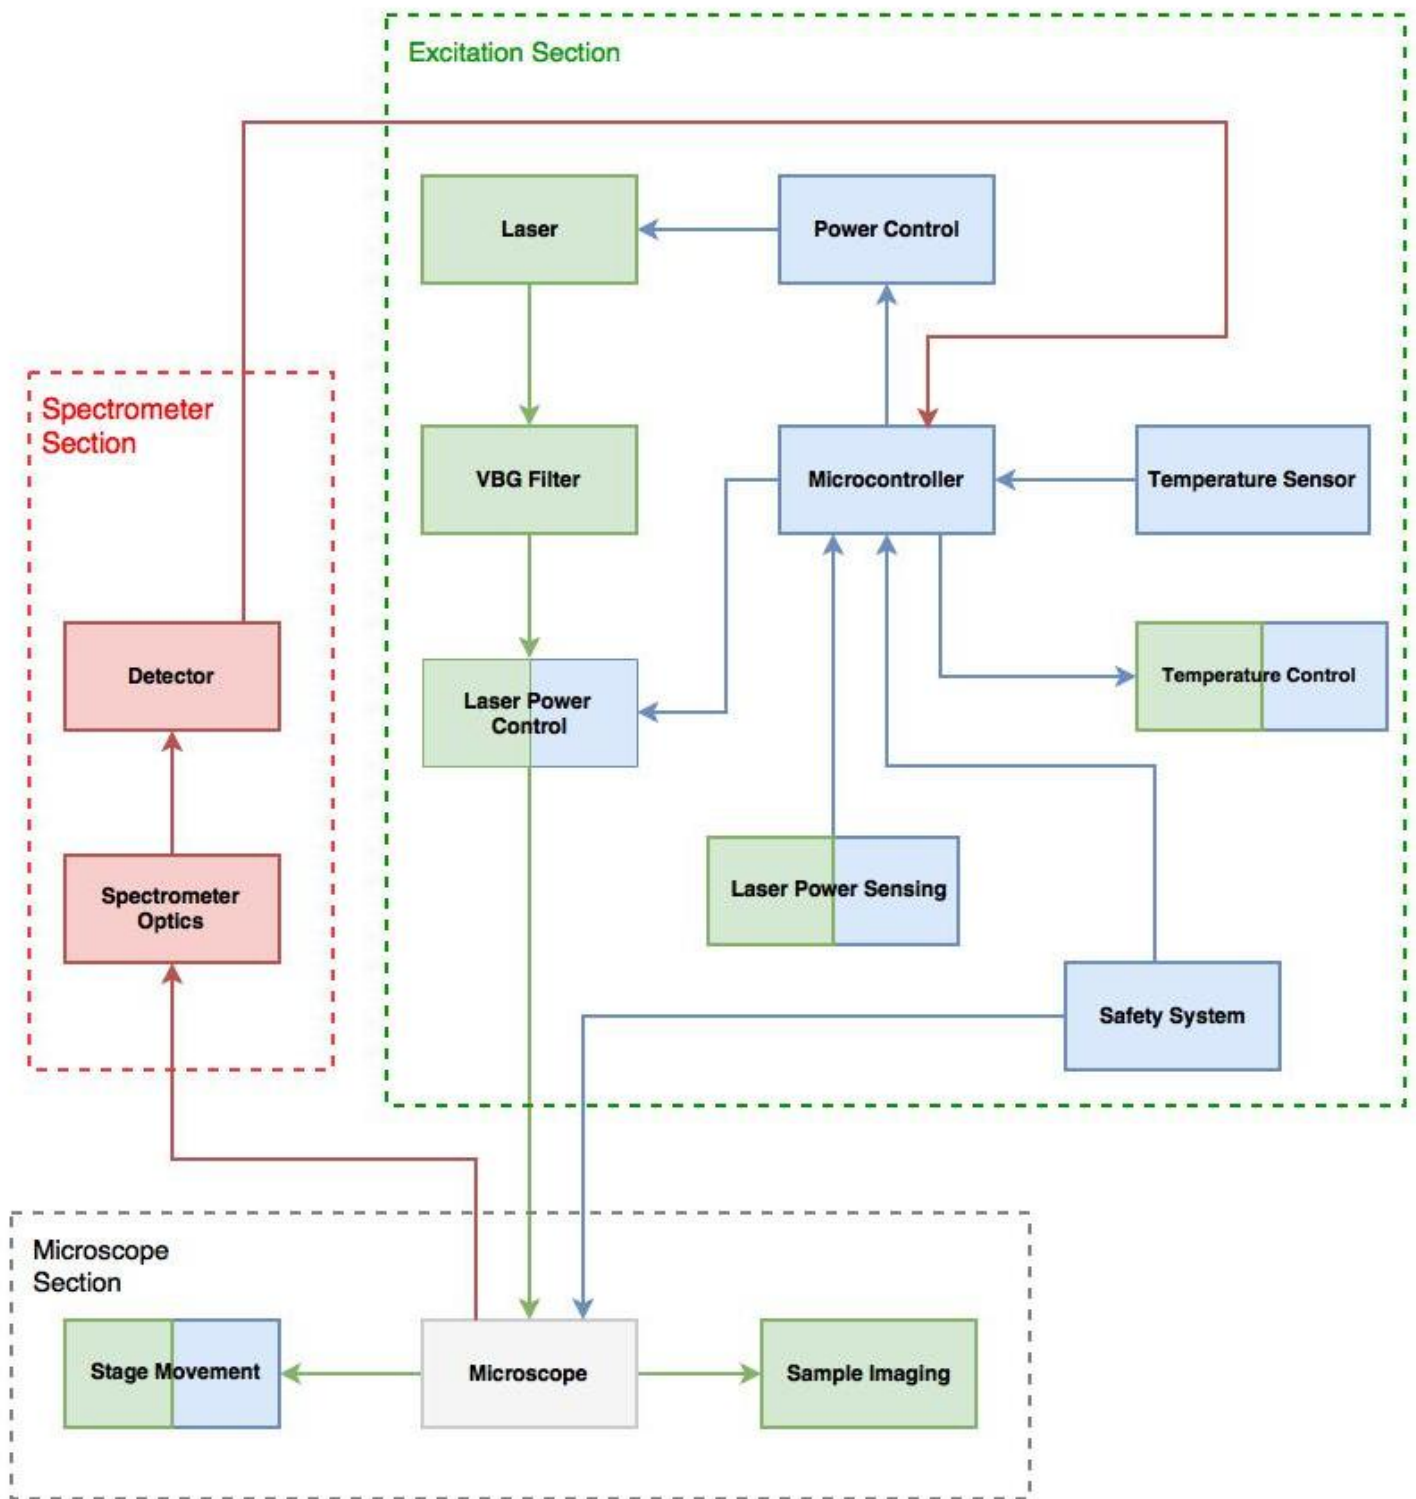 Excitation Section
Laser
Power Control
Spectrometer
Section
VBG Filter
Microcontroller
Temperature Sensor
Detector
Laser Power
Control
Temperature Control
Spectrometer
Optics
Laser Power Sensing
Safety System
Microscope
Section
Stage Movement
Microscope
Sample Imaging